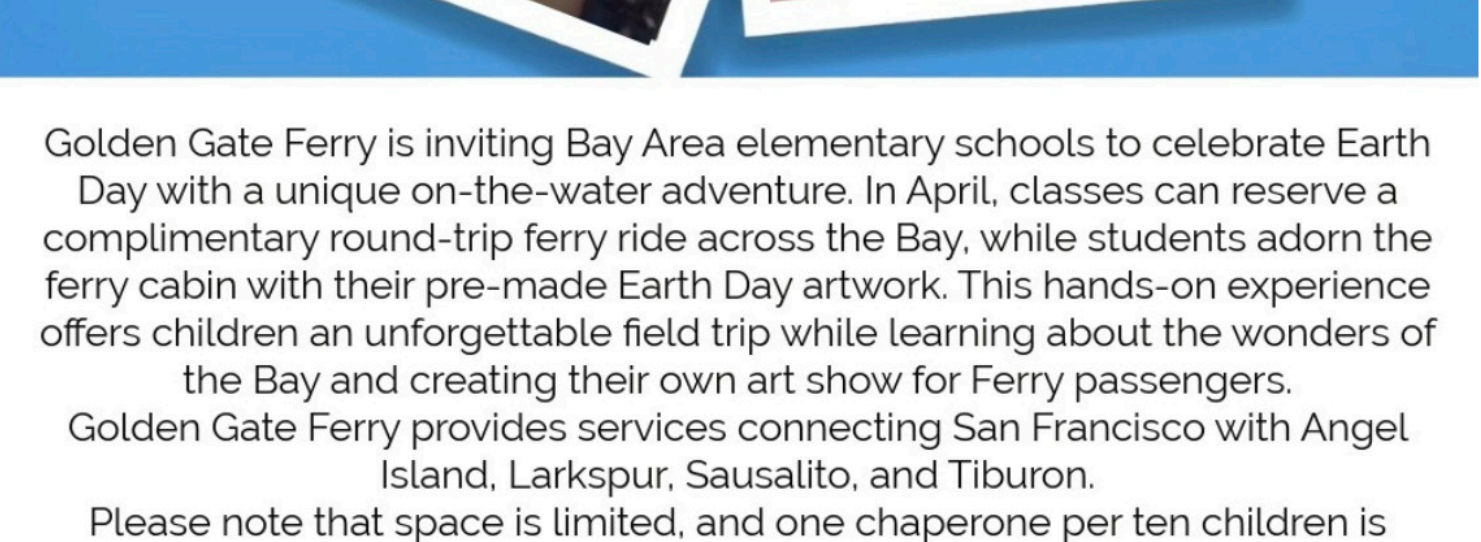 Golden Gate Ferry is inviting Bay Area elementary schools to celebrate Earth
Day with a unique on-the-water adventure. In April, classes can reserve a
complimentary round-trip ferry ride across the Bay, while students adorn the
ferry cabin with their pre-made Earth Day artwork. This hands-on experience
offers children an unforgettable field trip while learning about the wonders of
the Bay and creating their own art show for Ferry passengers.
Golden Gate Ferry provides services connecting San Francisco with Angel
Island, Larkspur, Sausalito, and Tiburon.
Please note that space is limited, and one chaperone per ten children is